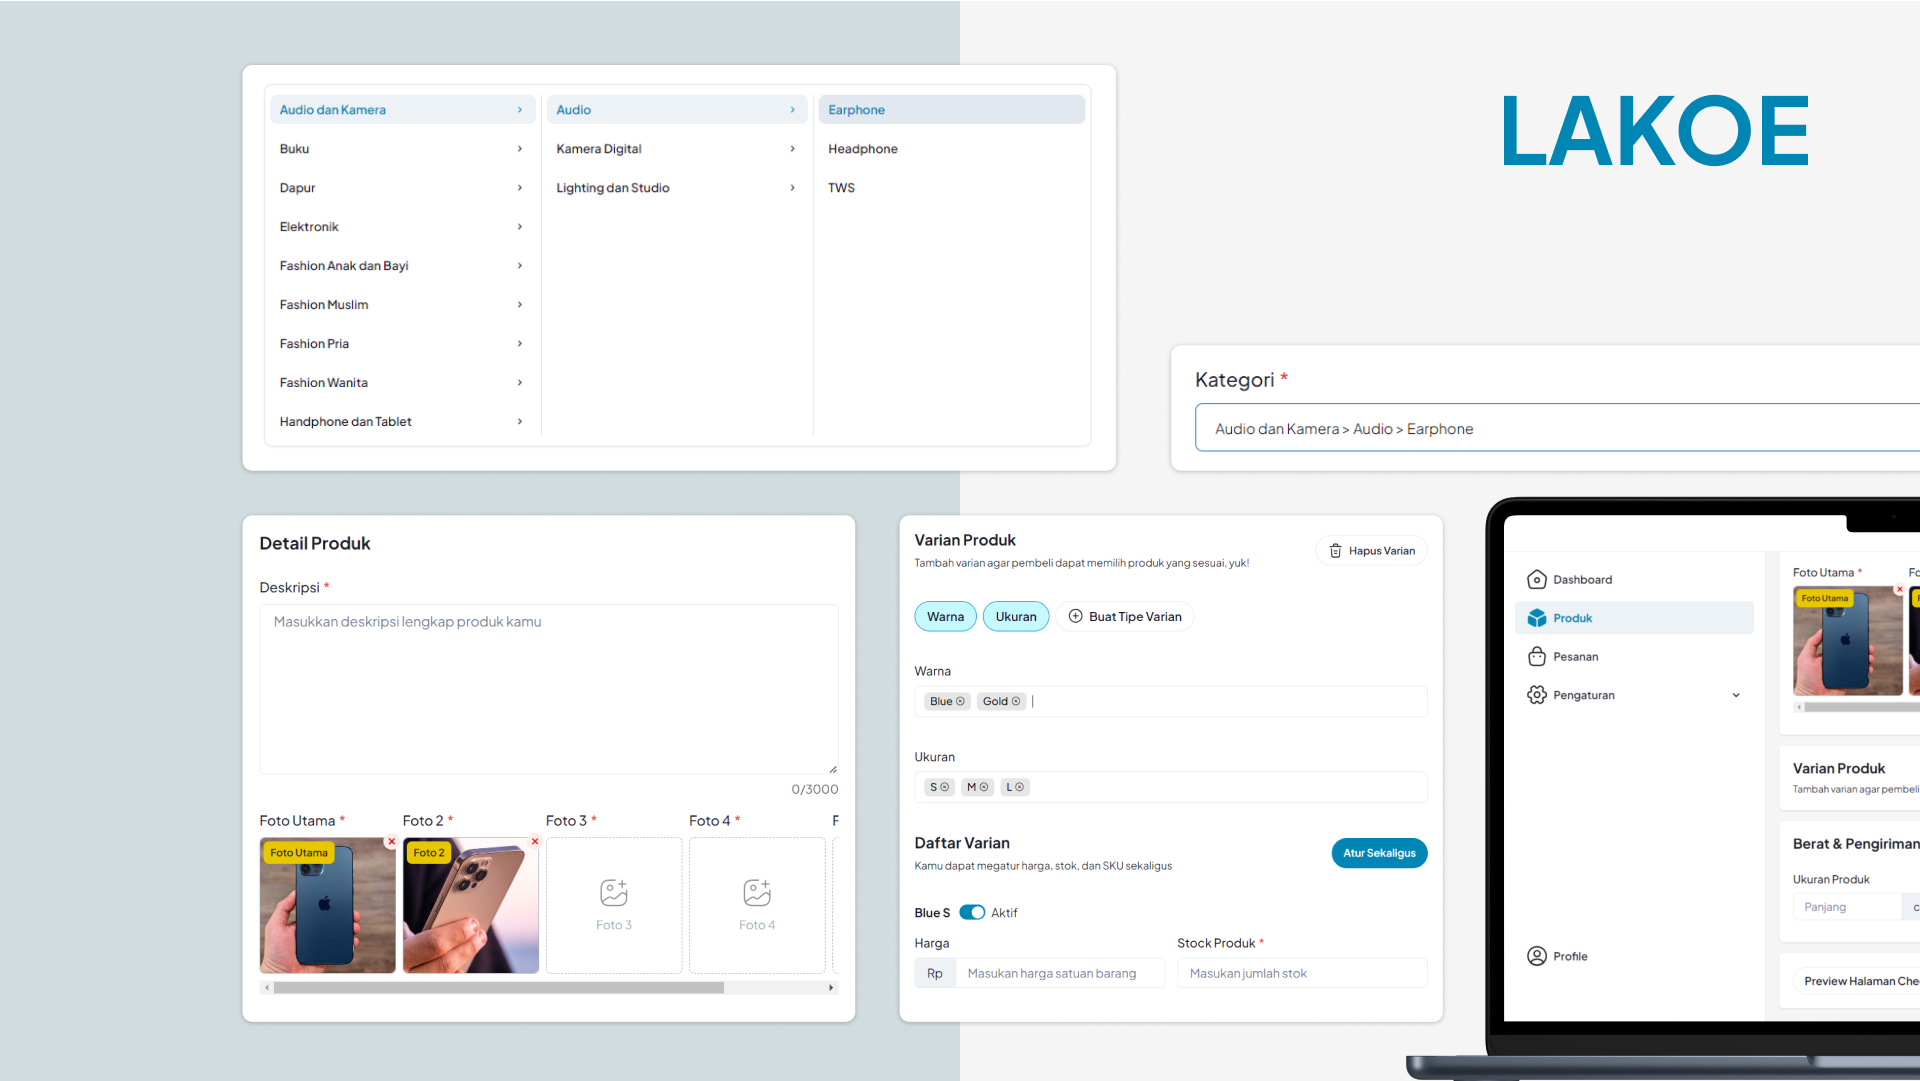 LAKOE
Audio dan Kamera
Buku
Dapur
Elektronik
Fashion Anak dan Bayi
Fashion Muslim
Fashion Pria
Fashion Wanita
Handphone dan Tablet
Audio
Kamera Digital
Lighting dan Studio
Earphone
Headphone
TWS
Kategori *
Audio dan Kamera > Audio > Earphone
Detail Produk
Deskripsi *
Masukkan deskripsi lengkap produk kamu
0/3000
Foto Utama *
Foto 2 *
Foto 3 *
Foto 4 *
F
Foto Utama
Foto 2
Foto 3
Foto 4
Varian Produk
Tambah varian agar pembeli dapat memilih produk yang sesuai, yuk!
Hapus Varian
Warna
Ukuran
Buat Tipe Varian
Warna
Blue
Gold
Ukuran
S
M
L
Daftar Varian
Kamu dapat megatur harga, stok, dan SKU sekaligus
Atur Sekaligus
Blue S
Aktif
Harga
Rp
Masukan harga satuan barang
Stock Produk *
Masukan jumlah stok
Dashboard
Produk
Pesanan
Pengaturan
Profile
Foto Utama *
Fo
Foto Utama
Varian Produk
Tambah varian agar pembeli
Berat & Pengiriman
Ukuran Produk
Panjang
c
Preview Halaman Che